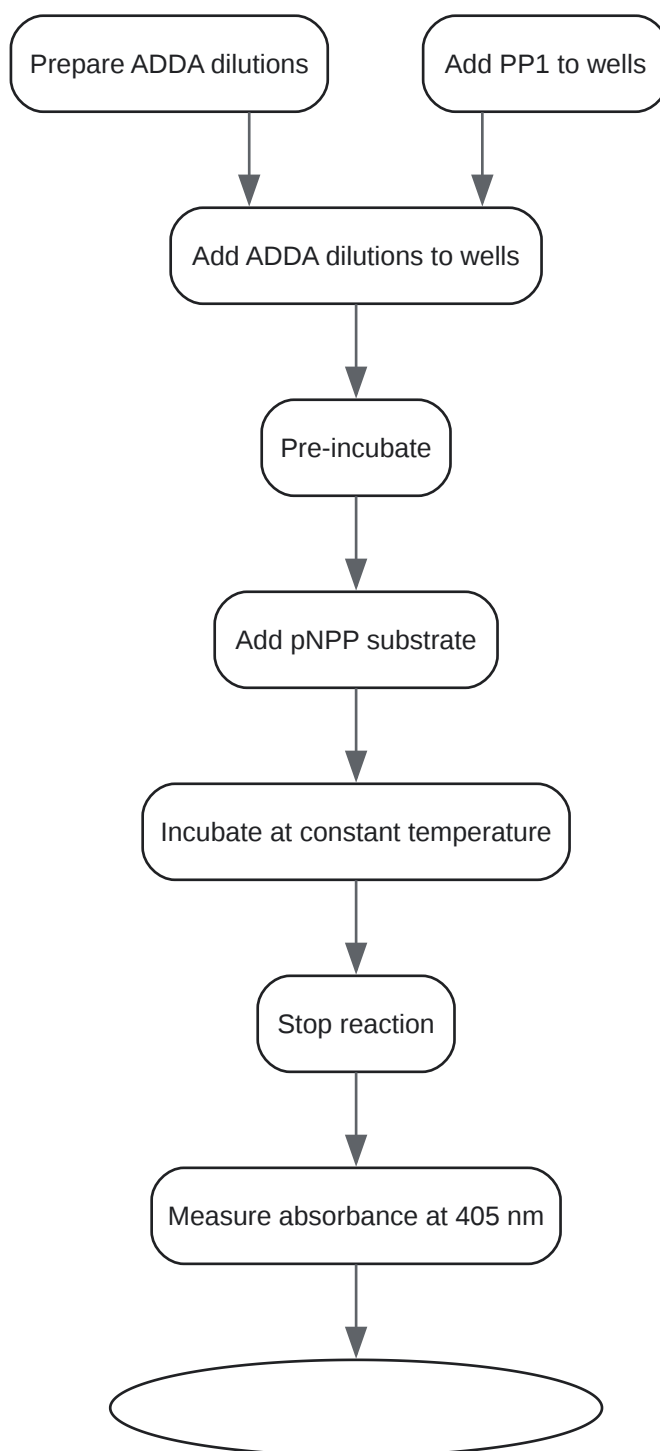 Prepare ADDA dilutions
Add PP1 to wells
Add ADDA dilutions to wells
Pre-incubate
Add pNPP substrate
Incubate at constant temperature
Stop reaction
Measure absorbance at 405 nm